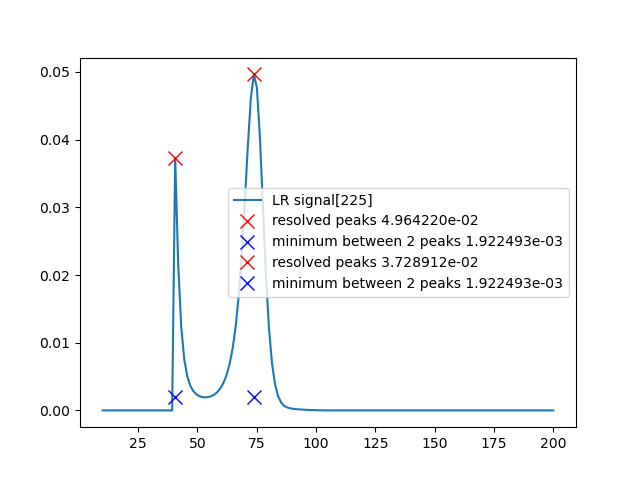 0.05
0.04
0.03
0.02
0.01
0.00
LR signal[225]
resolved peaks 4.964220e-02
minimum between 2 peaks 1.922493e-03
resolved peaks 3.728912e-02
minimum between 2 peaks 1.922493e-03
25 50 75 100 125 150 175 200